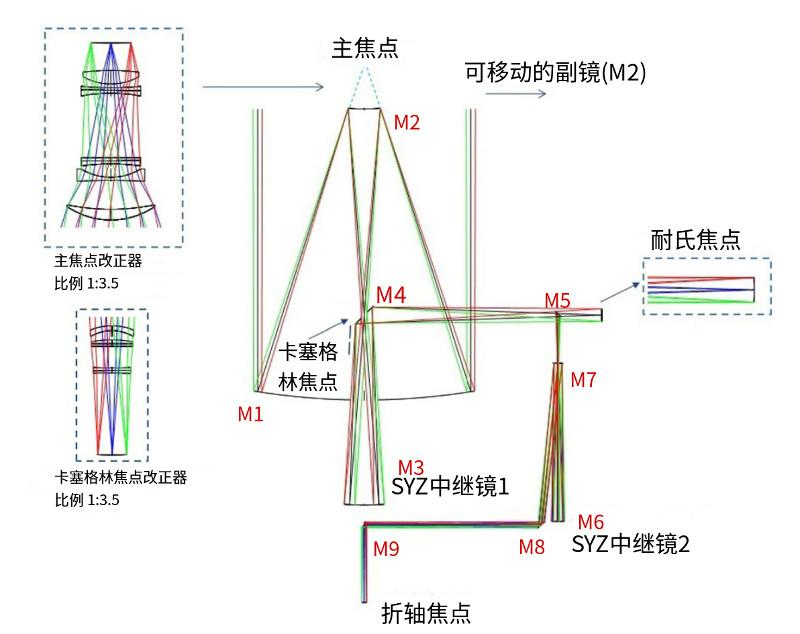 主焦点
可移动的副镜(M2)
M2
耐氏焦点
主焦点改正器
比例 1:3.5
M4
M5
卡塞格
林焦点
M7
M1
卡塞格林焦点改正器
比例 1:3.5
M3
SYZ中继镜1
M6
M9
M8
SYZ中继镜2
折轴焦点